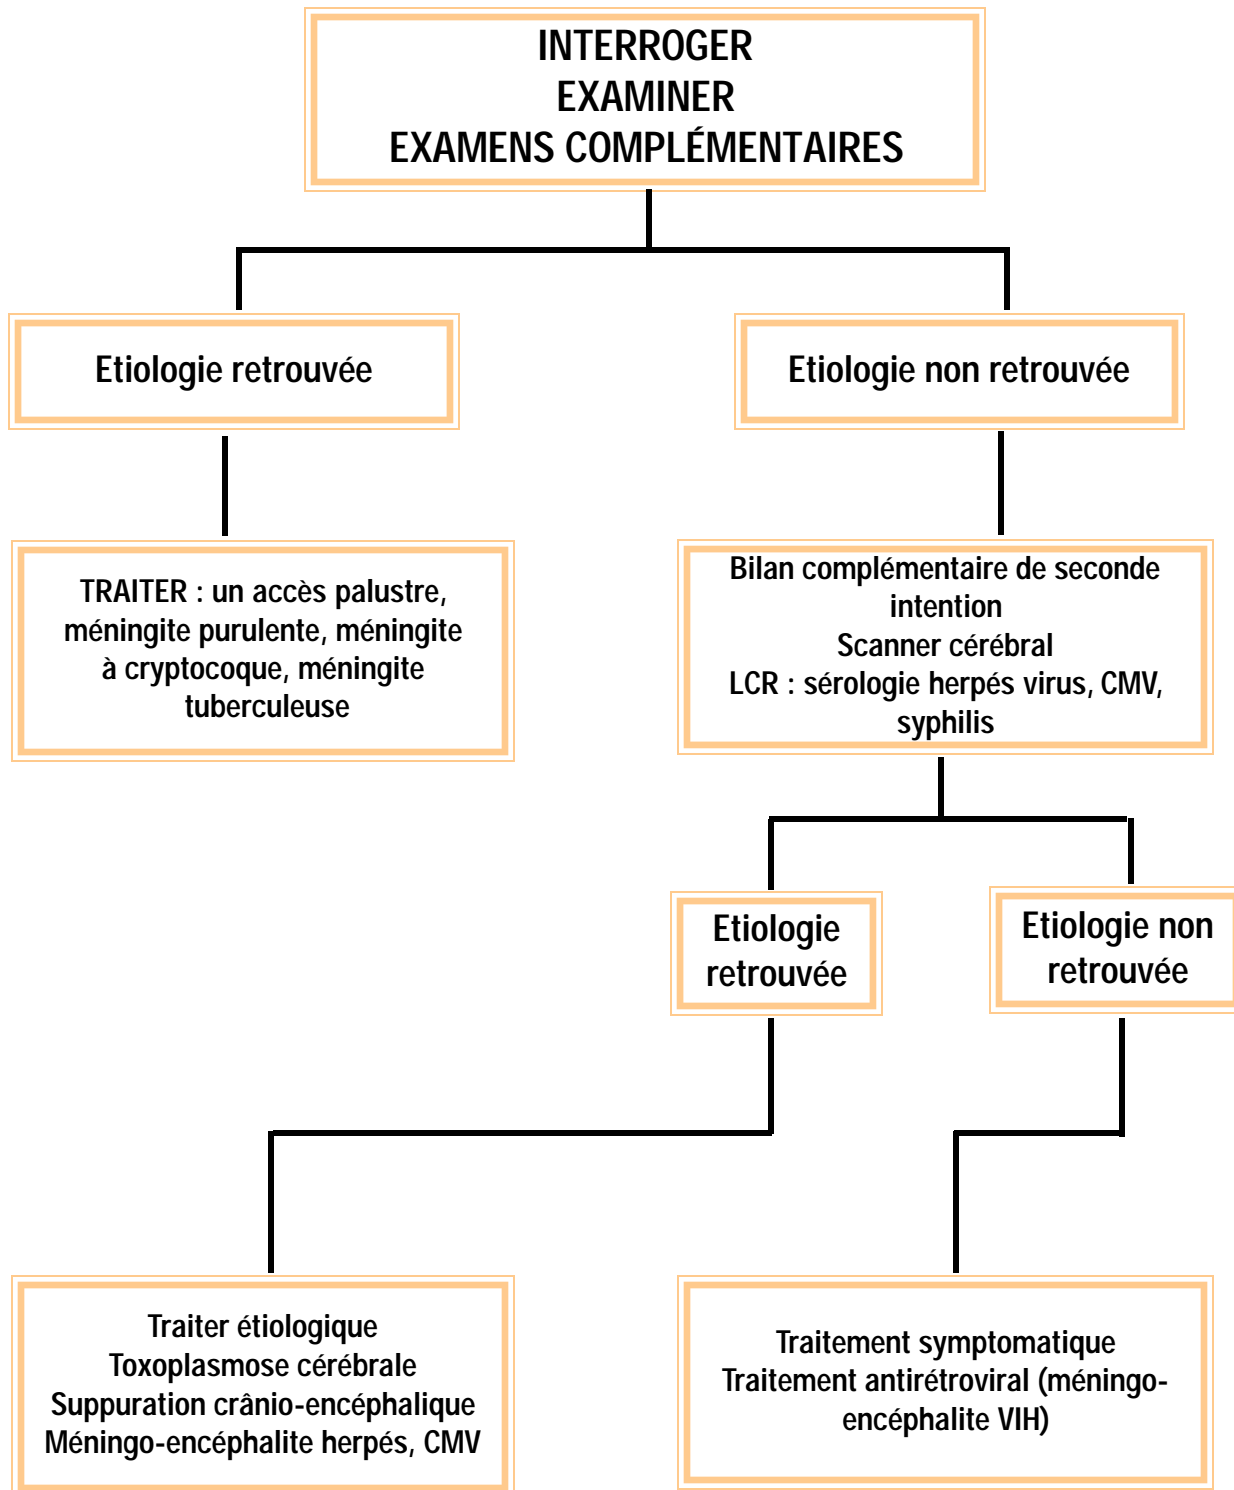 INTERROGER
EXAMINER
EXAMENS COMPLÉMENTAIRES
Etiologie retrouvée
Etiologie non retrouvée
TRAITER : un accès palustre,
méningite purulente, méningite
à cryptocoque, méningite
tuberculeuse
Bilan complémentaire de seconde
intention
Scanner cérébral
LCR : sérologie herpés virus, CMV,
syphilis
Etiologie
retrouvée
Etiologie non
retrouvée
Traiter étiologique
Toxoplasmose cérébrale
Suppuration crânio-encéphalique
Méningo-encéphalite herpés, CMV
Traitement symptomatique
Traitement antirétroviral (méningo-
encéphalite VIH)